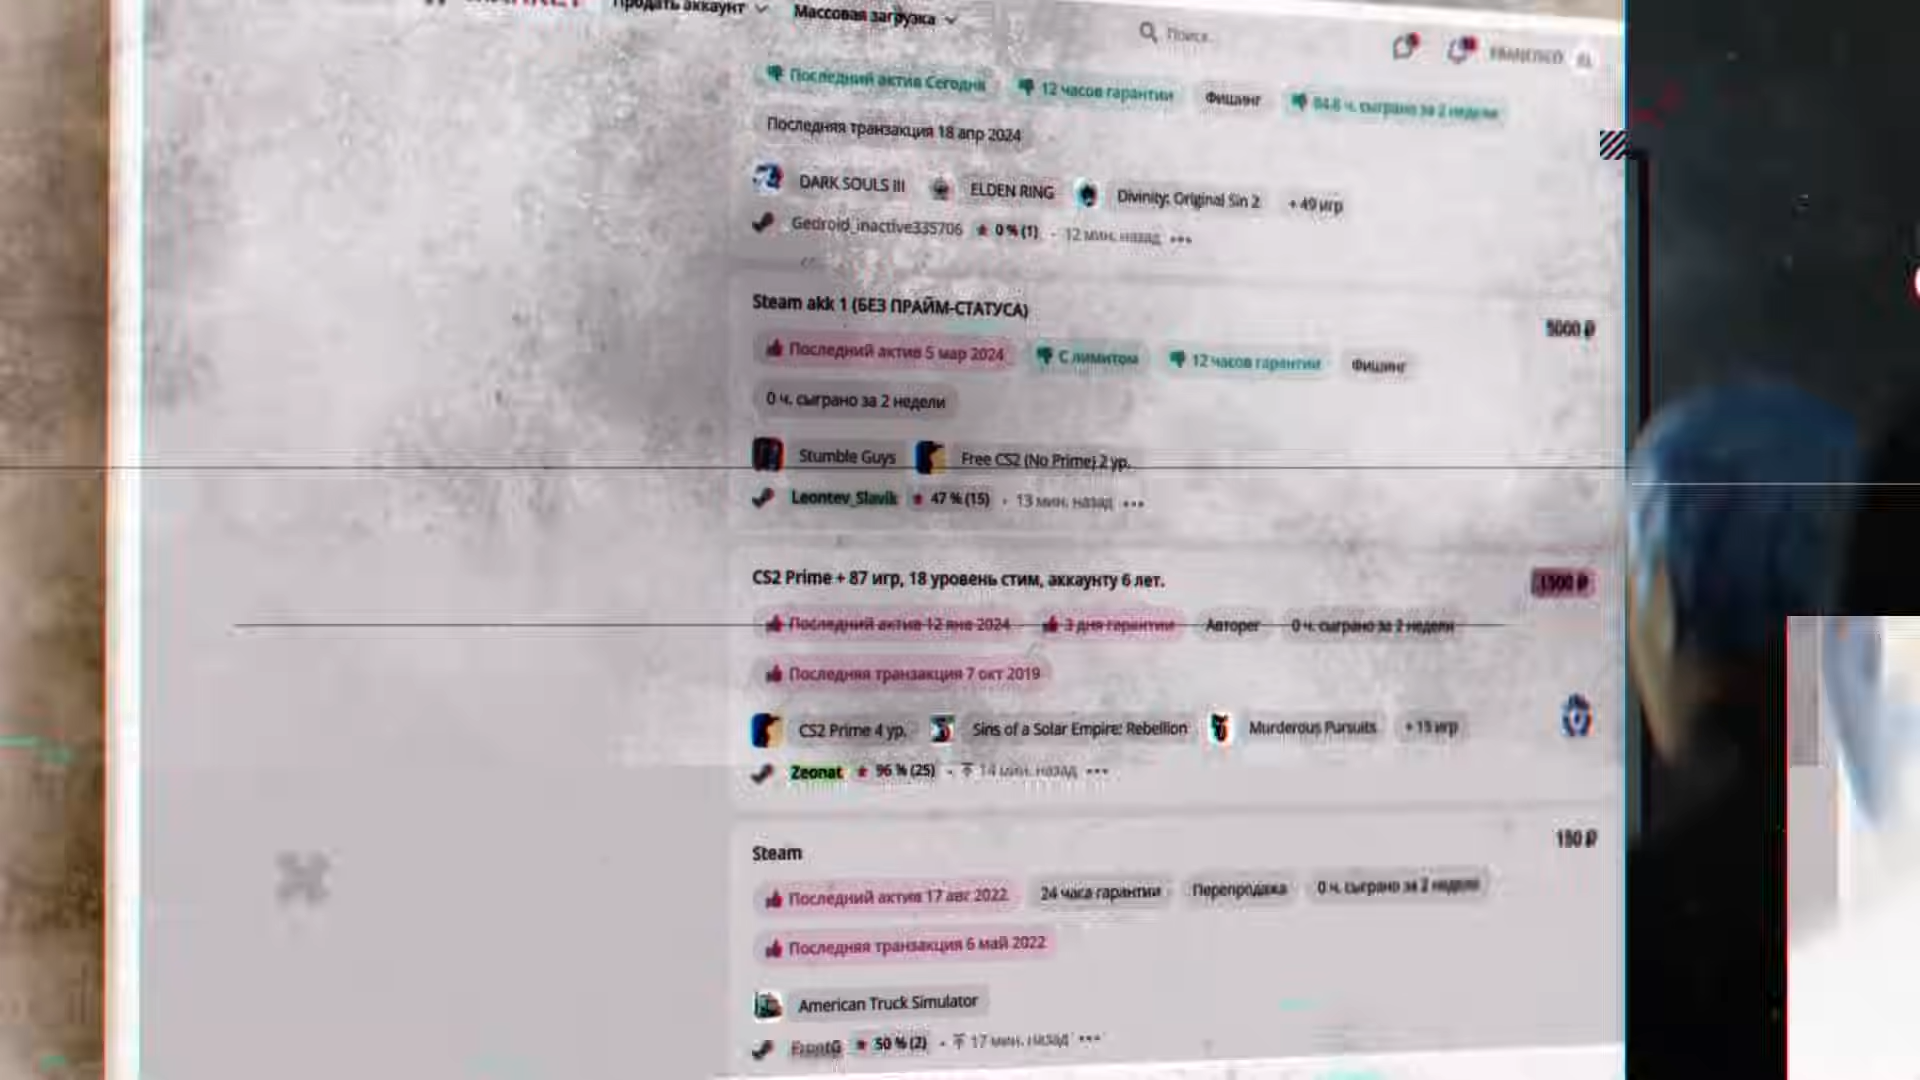 Продать аккаунт Массовая загрузка
Поиск...
Последний актив Сегодня 12 часов гарантии Фишинг 84.8 ч. сыграно за 2 недели
Последняя транзакция 18 апр 2024
DARK SOULS III ELDEN RING Divinity: Original Sin 2 + 49 игр
Gedroid_inactive335706 0 % (1) - 12 мин. назад •••
Steam akk 1 (БЕЗ ПРАЙМ-СТАТУСА)
5000 ₽
Последний актив 5 мар 2024 С лимитом 12 часов гарантии Фишинг
0 ч. сыграно за 2 недели
Stumble Guys Free CS2 (No Prime) 2 ур.
Leontev_Slavik 47 % (15) · 13 мин. назад •••
CS2 Prime + 87 игр, 18 уровень стим, аккаунту 6 лет.
1500 ₽
Последний актив 12 янв 2024 3 дня гарантии Авторег 0 ч. сыграно за 2 недели
Последняя транзакция 7 окт 2019
CS2 Prime 4 ур. Sins of a Solar Empire: Rebellion Murderous Pursuits + 15 игр
Zeonat 96 % (25) · 14 мин. назад •••
Steam
Последний актив 17 авг 2022 24 часа гарантии Перепродажа 0 ч. сыграно за 2 недели
Последняя транзакция 6 май 2022
American Truck Simulator
50 % (2) · 17 мин. назад •••